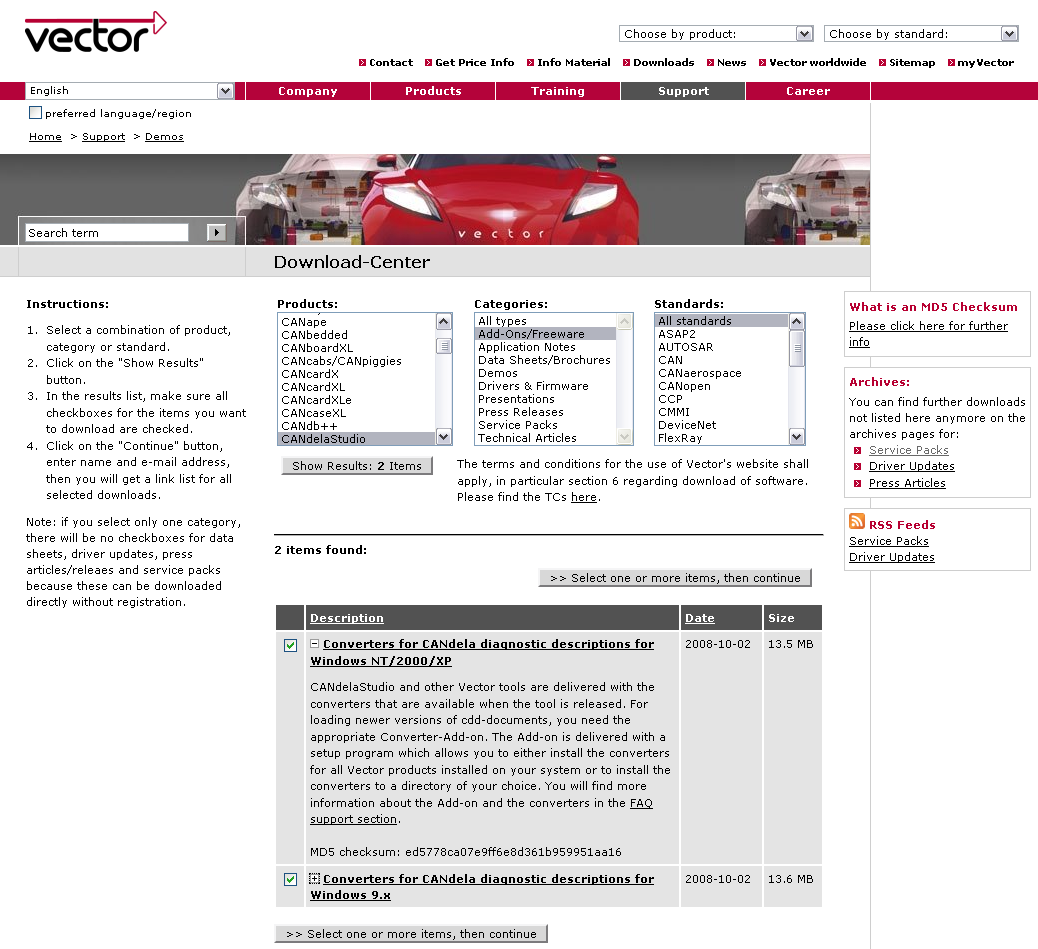 vector
Choose by product:
Choose by standard:
Contact
Get Price Info
Info Material
Downloads
News
Vector worldwide
Sitemap
myVector
English
Company
Products
Training
Support
Career
preferred language/region
Home > Support > Demos
vector
Search term
Download-Center
Instructions:
1. Select a combination of product,
category or standard.
2. Click on the "Show Results"
button.
3. In the results list, make sure all
checkboxes for the items you want
to download are checked.
4. Click on the "Continue" button,
enter name and e-mail address,
then you will get a link list for all
selected downloads.
Note: if you select only one category,
there will be no checkboxes for data
sheets, driver updates, press
articles/releaes and service packs
because these can be downloaded
directly without registration.
Products:
CANape
CANbedded
CANboardXL
CANcabs/CANpiggies
CANcardX
CANcardXL
CANcardXLe
CANcaseXL
CANdb++
CANdelaStudio
Categories:
All types
Add-Ons/Freeware
Application Notes
Data Sheets/Brochures
Demos
Drivers & Firmware
Presentations
Press Releases
Service Packs
Technical Articles
Standards:
All standards
ASAP2
AUTOSAR
CAN
CANaerospace
CANopen
CCP
CMMI
DeviceNet
FlexRay
Show Results: 2 Items
The terms and conditions for the use of Vector's website shall
apply, in particular section 6 regarding download of software.
Please find the TCs here.
2 items found:
>> Select one or more items, then continue
Description
Date
Size
Converters for CANdela diagnostic descriptions for
Windows NT/2000/XP
2008-10-02
13.5 MB
CANdelaStudio and other Vector tools are delivered with the
converters that are available when the tool is released. For
loading newer versions of cdd-documents, you need the
appropriate Converter-Add-on. The Add-on is delivered with a
setup program which allows you to either install the converters
for all Vector products installed on your system or to install the
converters to a directory of your choice. You will find more
information about the Add-on and the converters in the FAQ
support section.
MD5 checksum: ed5778ca07e9ff6e8d361b959951aa16
Converters for CANdela diagnostic descriptions for
Windows 9.x
2008-10-02
13.6 MB
>> Select one or more items, then continue
What is an MD5 Checksum
Please click here for further
info
Archives:
You can find further downloads
not listed here anymore on the
archives pages for:
Service Packs
Driver Updates
Press Articles
RSS Feeds
Service Packs
Driver Updates